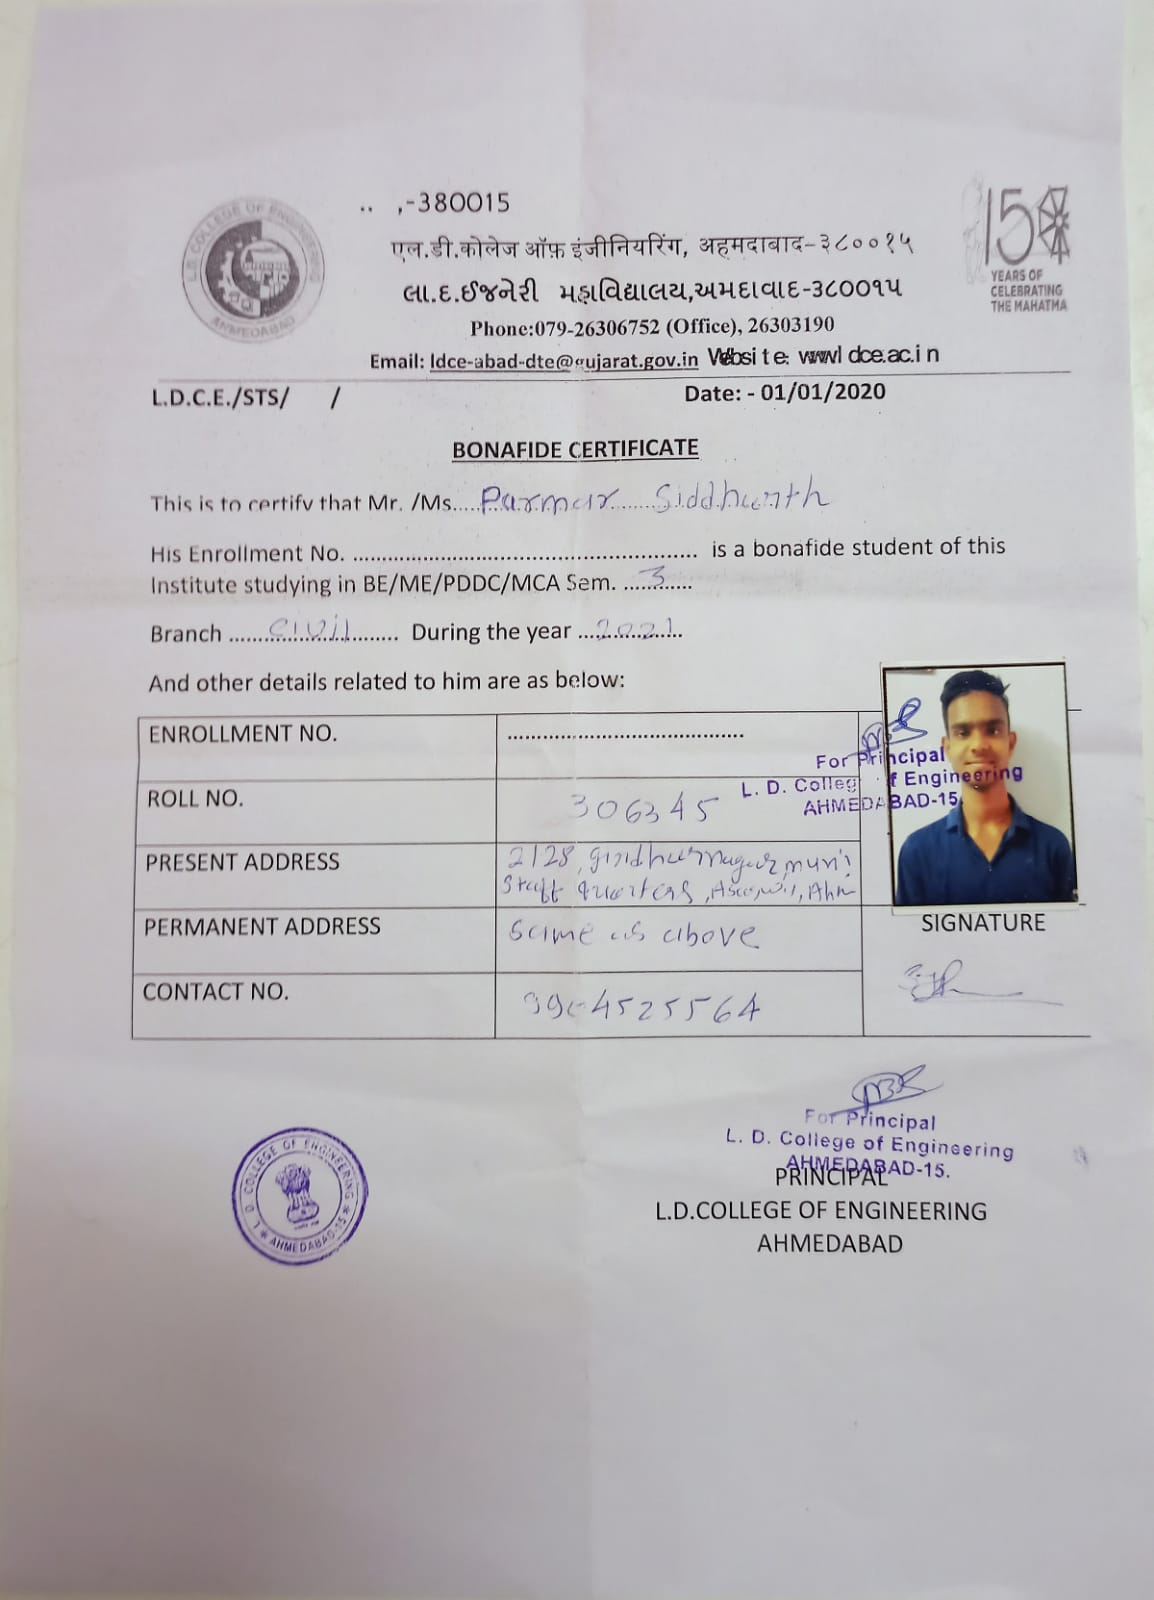 L.D. COLLEGE OF ENGINEERING
AHMEDABAD
.. ,-380015
एल.डी.कोलेज ऑफ़ इंजीनियरिंग, अहमदाबाद-३८००१५
લા.દ.ઈજનેરી મહાવિદ્યાલય,અમદાવાદ-૩૮૦૦૧૫
Phone:079-26306752 (Office), 26303190
Email: ldce-abad-dte@gujarat.gov.in Website: www.ldce.ac.in
150
YEARS OF
CELEBRATING
THE MAHATMA
L.D.C.E./STS/ /
Date: - 01/01/2020
BONAFIDE CERTIFICATE
This is to certify that Mr. /Ms..... Parmar Siddharth
His Enrollment No. .................................................... is a bonafide student of this
Institute studying in BE/ME/PDDC/MCA Sem. ...3...
Branch ...civil... During the year ...2021...
And other details related to him are as below:
ENROLLMENT NO. ....................................
ROLL NO. 306345
PRESENT ADDRESS 2128, girdharnagar, muni
staff quarters, Ahm
PERMANENT ADDRESS same as above
CONTACT NO. 9904525564
For Principal
L. D. College of Engineering
AHMEDABAD-15
SIGNATURE
L. D. COLLEGE OF ENGINEERING
AHMEDABAD-15
For Principal
L. D. College of Engineering
AHMEDABAD-15.
PRINCIPAL
L.D.COLLEGE OF ENGINEERING
AHMEDABAD